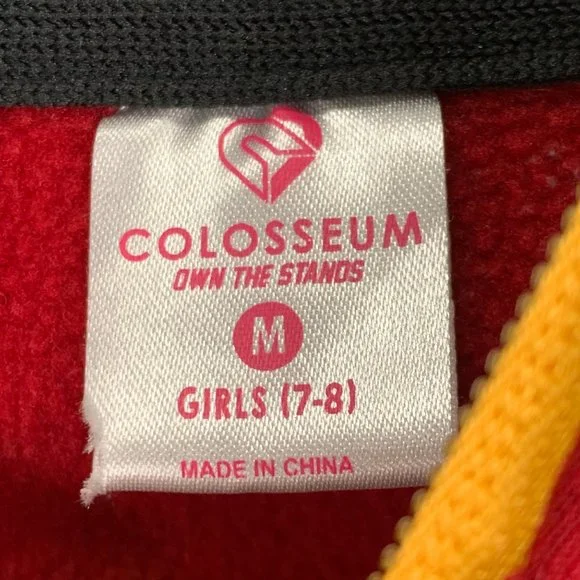 COLOSSEUM
OWN THE STANDS
M
GIRLS (7-8)
MADE IN CHINA